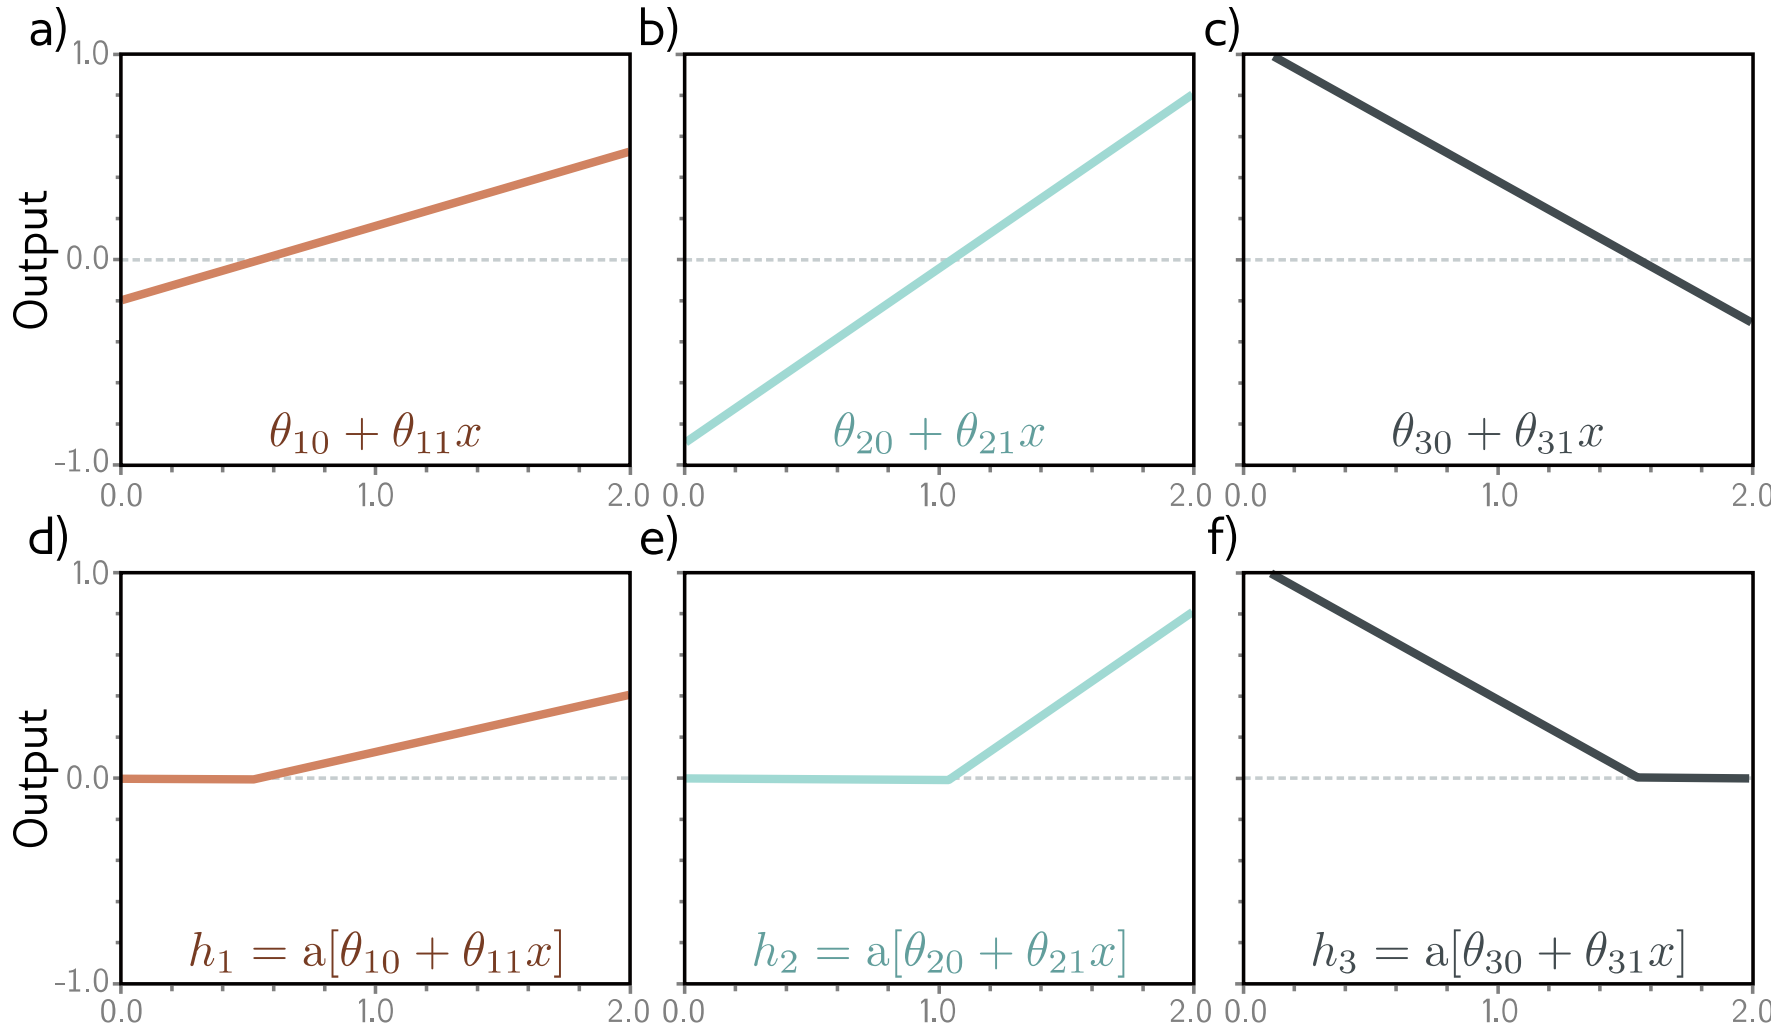 a)
b)
c)
Output
1.0
0.0
-1.0
θ₁₀ + θ₁₁x
θ₂₀ + θ₂₁x
θ₃₀ + θ₃₁x
0.0 1.0 2.0
0.0 1.0 2.0
0.0 1.0 2.0
d)
e)
f)
Output
1.0
0.0
-1.0
h₁ = a[θ₁₀ + θ₁₁x]
h₂ = a[θ₂₀ + θ₂₁x]
h₃ = a[θ₃₀ + θ₃₁x]
0.0 1.0 2.0
0.0 1.0 2.0
0.0 1.0 2.0